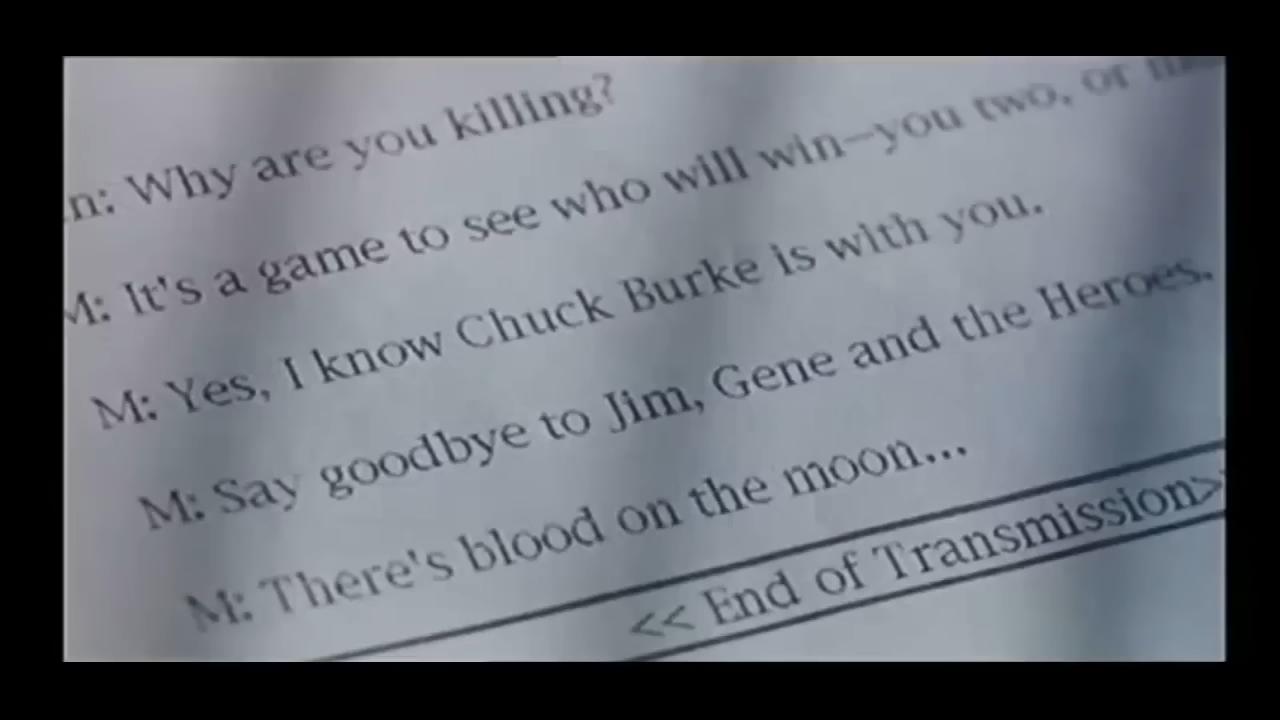 n: Why are you killing?
M: It's a game to see who will win—you two, or
M: Yes, I know Chuck Burke is with you.
M: Say goodbye to Jim, Gene and the Heroes.
M: There's blood on the moon...
<< End of Transmission>>